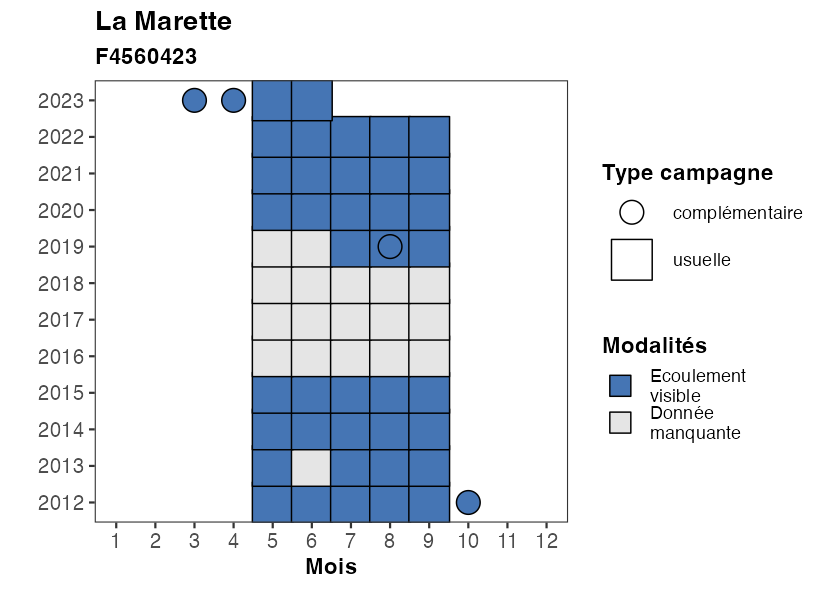 La Marette
F4560423
2023
2022
2021
2020
2019
2018
2017
2016
2015
2014
2013
2012
1 2 3 4 5 6 7 8 9 10 11 12
Mois
Type campagne
complémentaire
usuelle
Modalités
Ecoulement
visible
Donnée
manquante